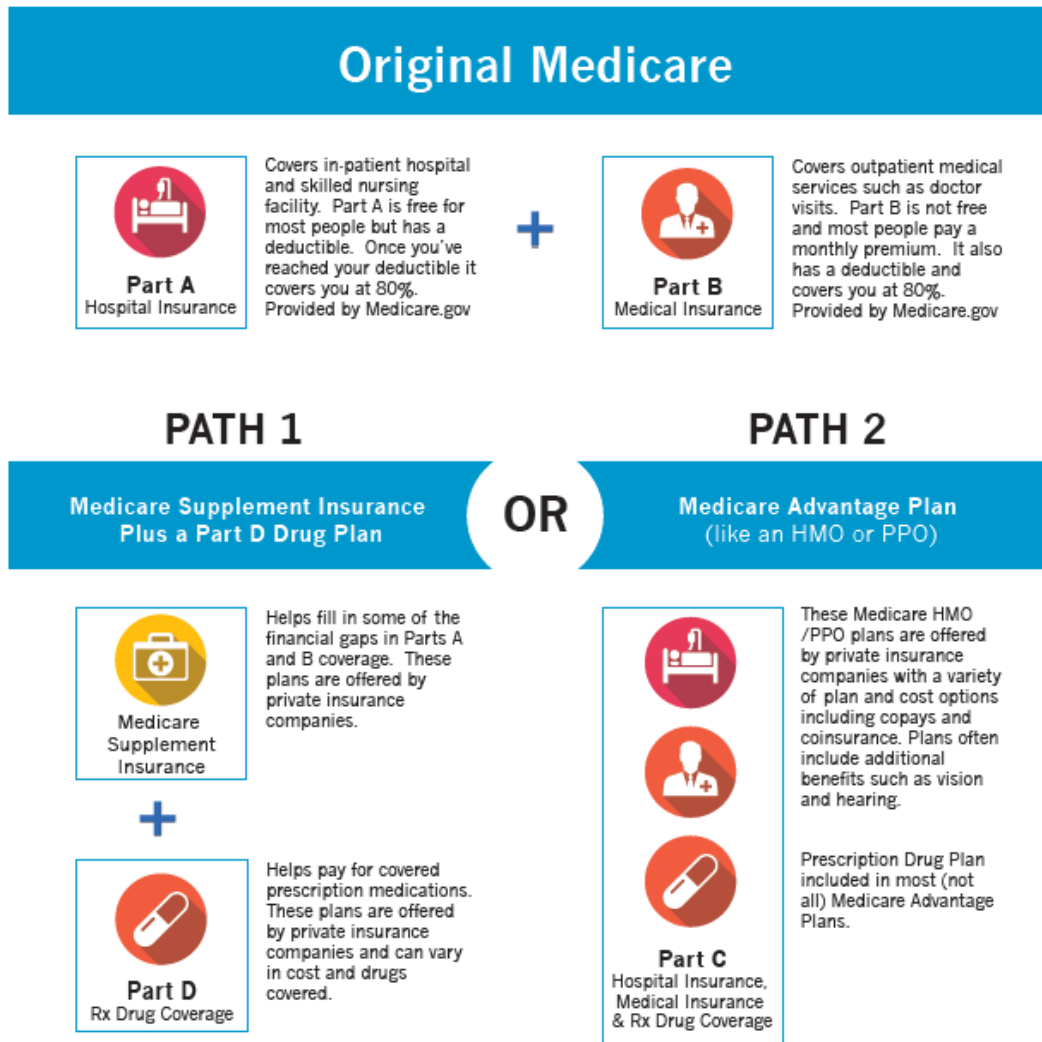 Original Medicare
Part A
Hospital Insurance
Covers in-patient hospital
and skilled nursing
facility.  Part A is free for
most people but has a
deductible.  Once you've
reached your deductible it
covers you at 80%.
Provided by Medicare.gov
+
Part B
Medical Insurance
Covers outpatient medical
services such as doctor
visits.  Part B is not free
and most people pay a
monthly premium.  It also
has a deductible and
covers you at 80%.
Provided by Medicare.gov
PATH 1
Medicare Supplement Insurance
Plus a Part D Drug Plan
OR
PATH 2
Medicare Advantage Plan
(like an HMO or PPO)
Medicare
Supplement
Insurance
Helps fill in some of the
financial gaps in Parts A
and B coverage.  These
plans are offered by
private insurance
companies.
+
Part D
Rx Drug Coverage
Helps pay for covered
prescription medications.
These plans are offered
by private insurance
companies and can vary
in cost and drugs
covered.
Part C
Hospital Insurance,
Medical Insurance
& Rx Drug Coverage
These Medicare HMO
/PPO plans are offered
by private insurance
companies with a variety
of plan and cost options
including copays and
coinsurance. Plans often
include additional
benefits such as vision
and hearing.
Prescription Drug Plan
included in most (not
all) Medicare Advantage
Plans.